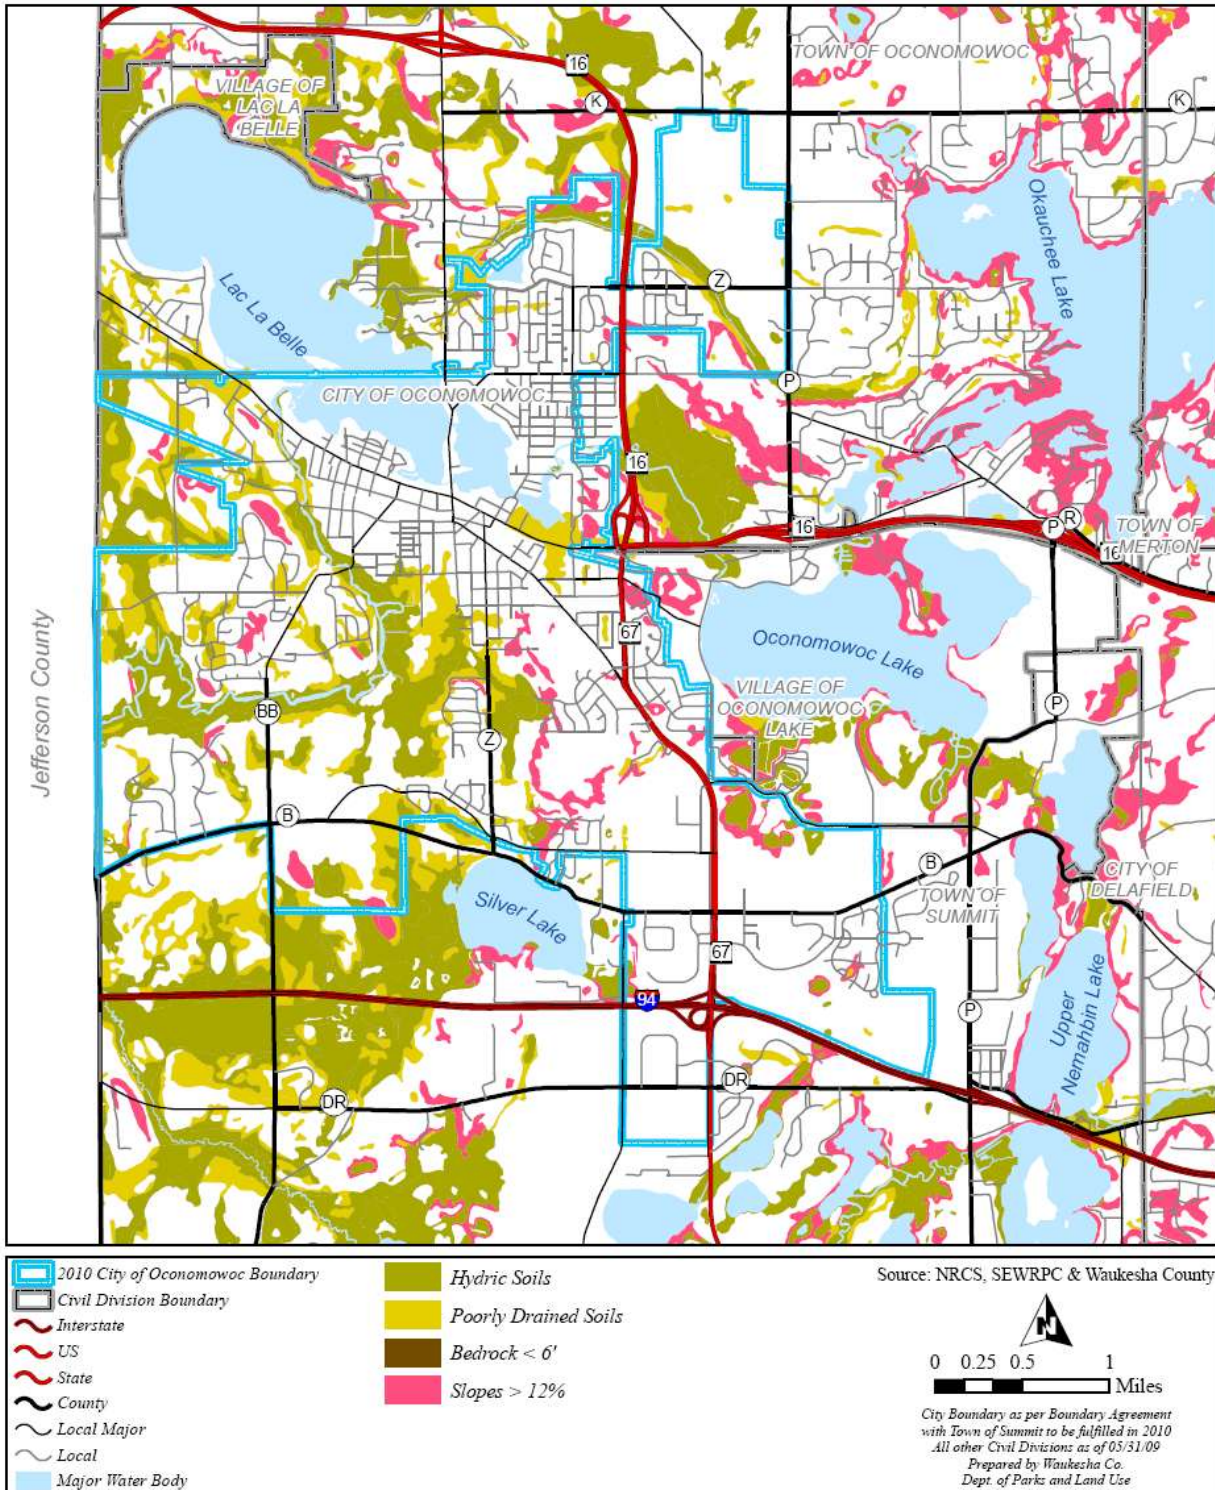 TOWN OF OCONOMOWOC
16
K
K
VILLAGE OF
LAC LA
BELLE
Okauchee Lake
Z
Lac La Belle
P
CITY OF OCONOMOWOC
16
16
P
R
TOWN OF
MERTON
16
Jefferson County
67
Oconomowoc Lake
VILLAGE OF
OCONOMOWOC
LAKE
P
BB
Z
B
B
CITY OF
DELAFIELD
TOWN OF
SUMMIT
Silver Lake
67
94
P
Upper
Nemahbin Lake
DR
DR
2010 City of Oconomowoc Boundary
Civil Division Boundary
Interstate
US
State
County
Local Major
Local
Major Water Body
Hydric Soils
Poorly Drained Soils
Bedrock < 6'
Slopes > 12%
Source: NRCS, SEWRPC & Waukesha County
N
0 0.25 0.5 1
Miles
City Boundary as per Boundary Agreement
with Town of Summit to be fulfilled in 2010
All other Civil Divisions as of 05/31/09
Prepared by Waukesha Co.
Dept. of Parks and Land Use